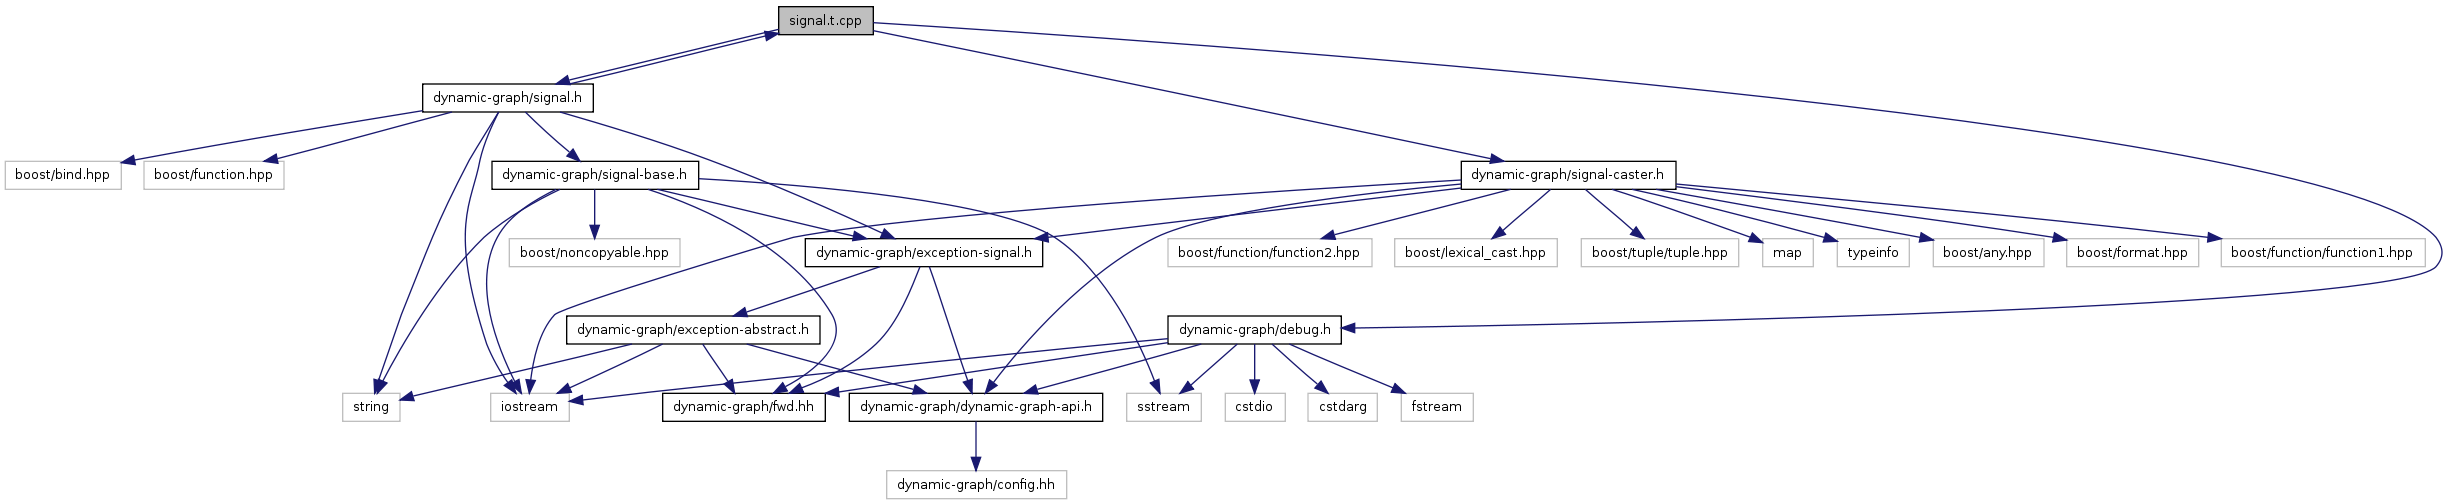 signal.t.cpp
dynamic-graph/signal.h
boost/bind.hpp
boost/function.hpp
dynamic-graph/signal-base.h
dynamic-graph/signal-caster.h
boost/noncopyable.hpp
dynamic-graph/exception-signal.h
boost/function/function2.hpp
boost/lexical_cast.hpp
boost/tuple/tuple.hpp
map
typeinfo
boost/any.hpp
boost/format.hpp
boost/function/function1.hpp
dynamic-graph/exception-abstract.h
dynamic-graph/debug.h
string
iostream
dynamic-graph/fwd.hh
dynamic-graph/dynamic-graph-api.h
sstream
cstdio
cstdarg
fstream
dynamic-graph/config.hh